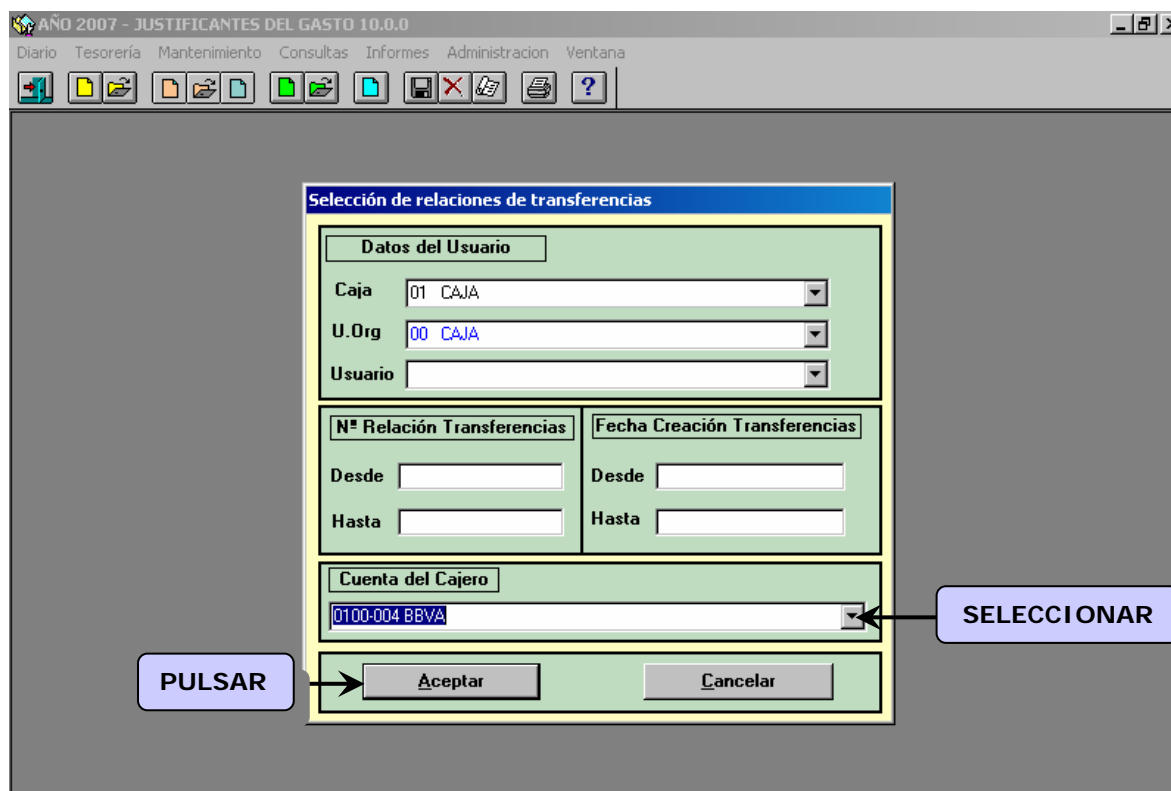 AÑO 2007 - JUSTIFICANTES DEL GASTO 10.0.0
Diario Tesorería Mantenimiento Consultas Informes Administracion Ventana
?
Selección de relaciones de transferencias
Datos del Usuario
Caja 01 CAJA
U.Org 00 CAJA
Usuario
Nº Relación Transferencias Fecha Creación Transferencias
Desde Desde
Hasta Hasta
Cuenta del Cajero
0100-004 BBVA
SELECCIONAR
PULSAR
Aceptar Cancelar